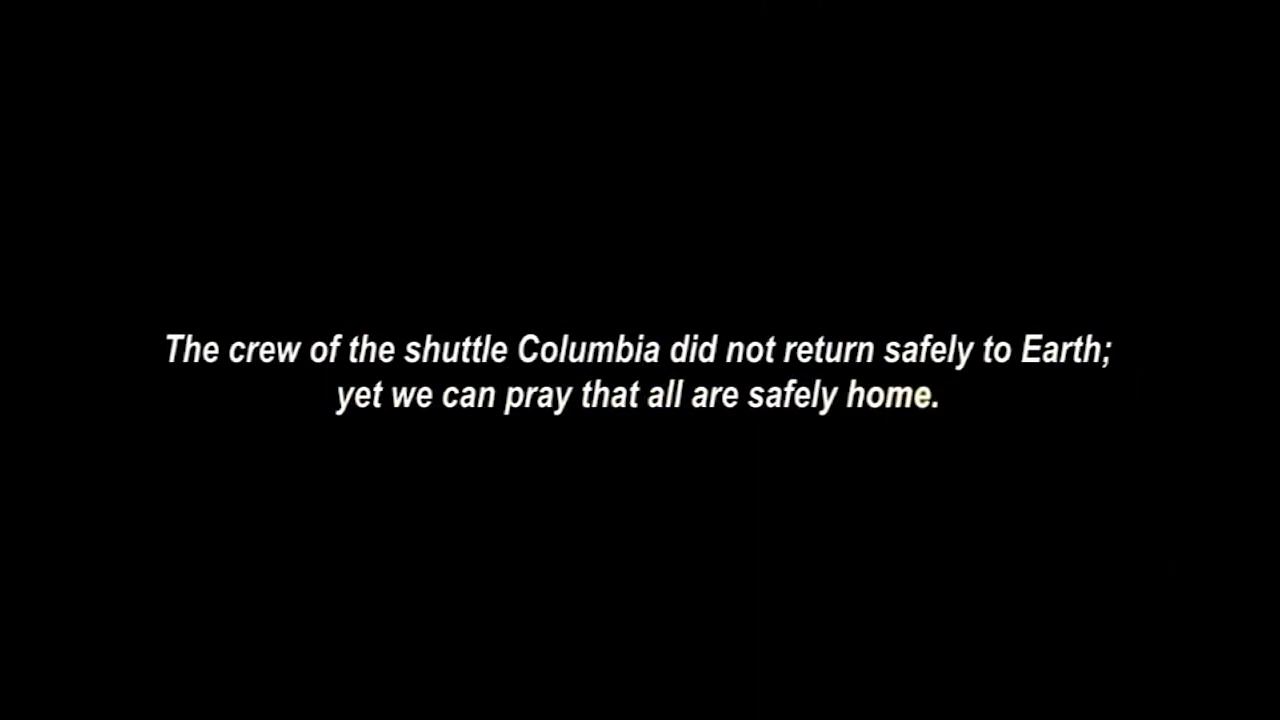 The crew of the shuttle Columbia did not return safely to Earth;
yet we can pray that all are safely home.